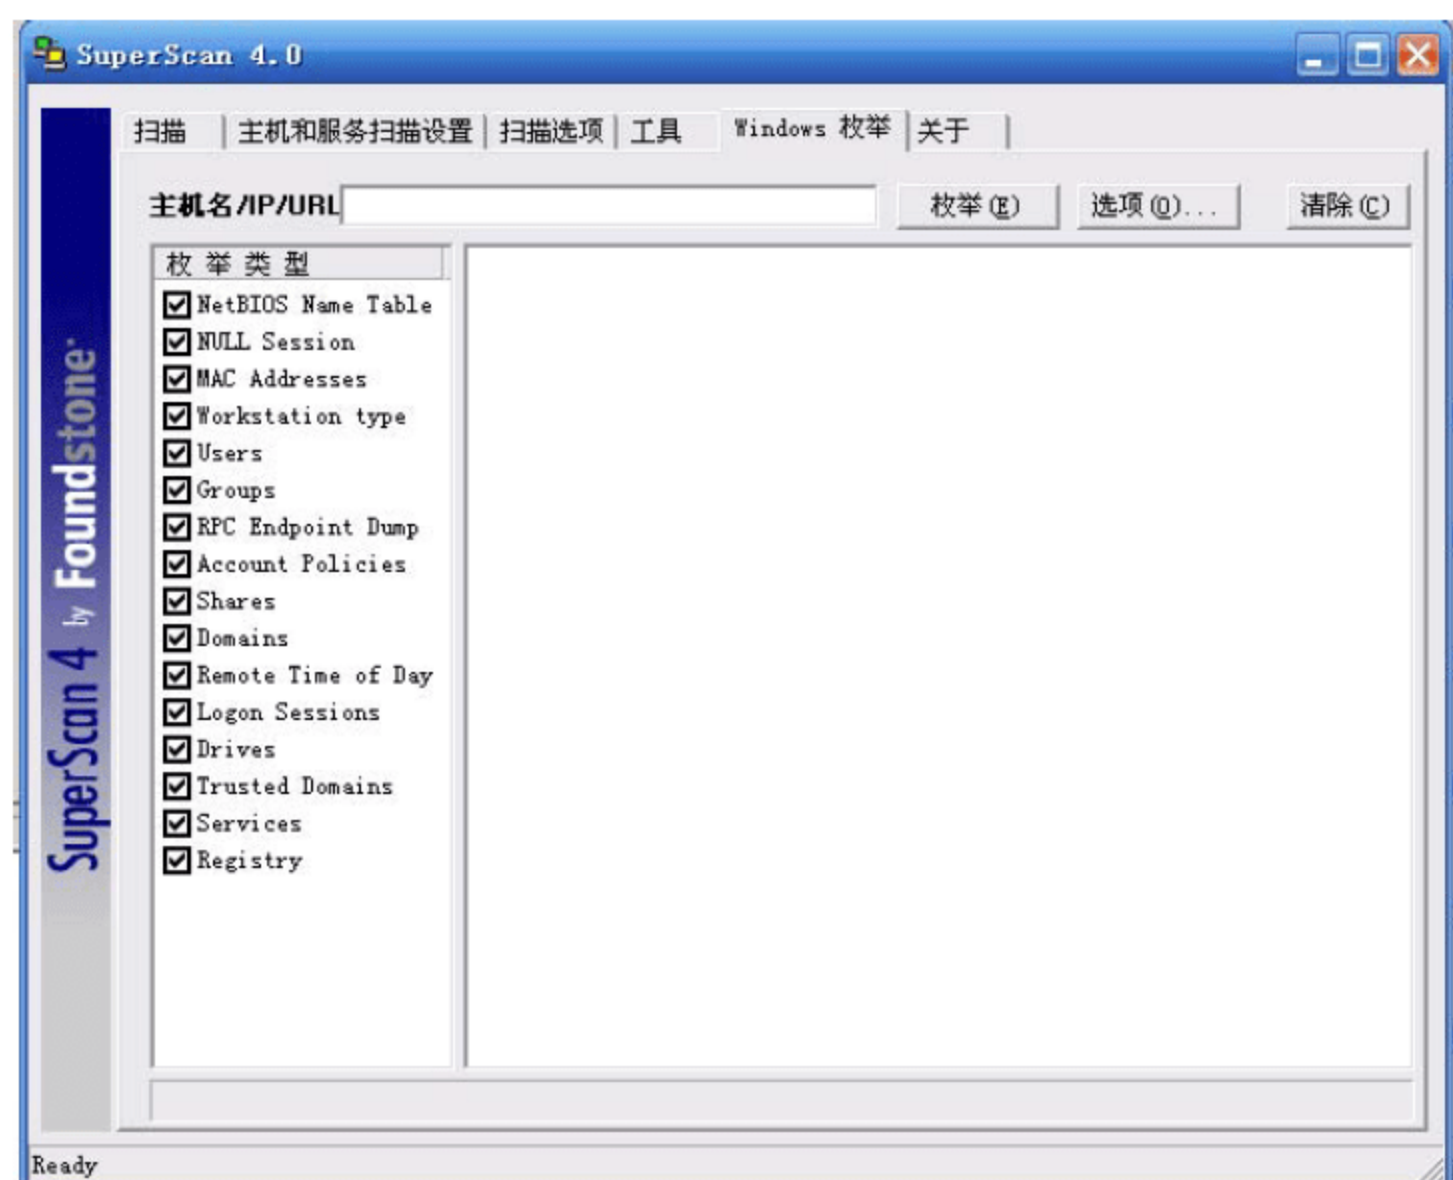 SuperScan 4.0
扫描 主机和服务扫描设置 扫描选项 工具 Windows 枚举 关于
主机名/IP/URL 枚举(E) 选项(O)... 清除(C)
枚举类型
NetBIOS Name Table
NULL Session
MAC Addresses
Workstation type
Users
Groups
RPC Endpoint Dump
Account Policies
Shares
Domains
Remote Time of Day
Logon Sessions
Drives
Trusted Domains
Services
Registry
SuperScan 4 by Foundstone
Ready